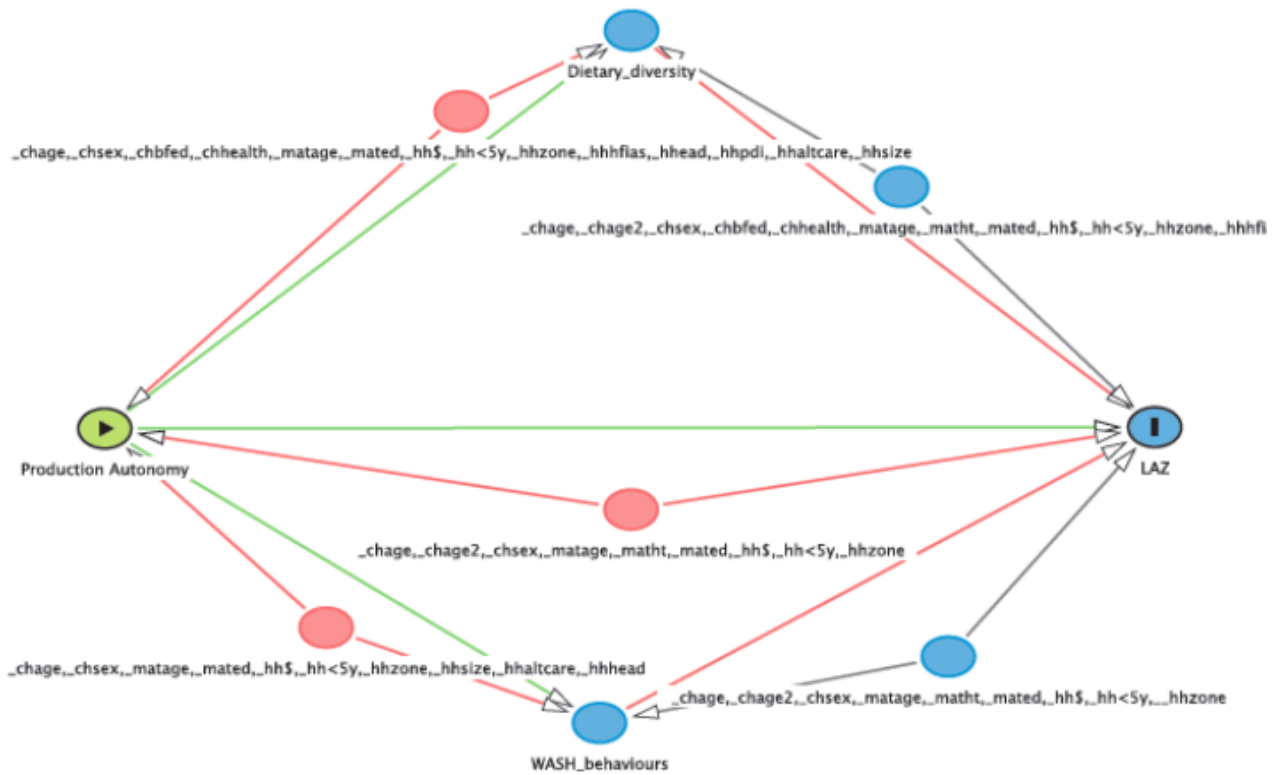 Dietary_diversity
_chage,_chsex,_chbfed,_chhealth,_matage,_mated,_hh$,_hh<5y,_hhzone,_hhhfias,_hhead,_hhpdi,_hhaltcare,_hhsize
_chage,_chage2,_chsex,_chbfed,_chhealth,_matage,_matht,_mated,_hh$,_hh<5y,_hhzone,_hhhfi
Production Autonomy
LAZ
_chage,_chage2,_chsex,_matage,_matht,_mated,_hh$,_hh<5y,_hhzone
_chage,_chsex,_matage,_mated,_hh$,_hh<5y,_hhzone,_hhsize,_hhaltcare,_hhhead
_chage,_chage2,_chsex,_matage,_matht,_mated,_hh$,_hh<5y,__hhzone
WASH_behaviours